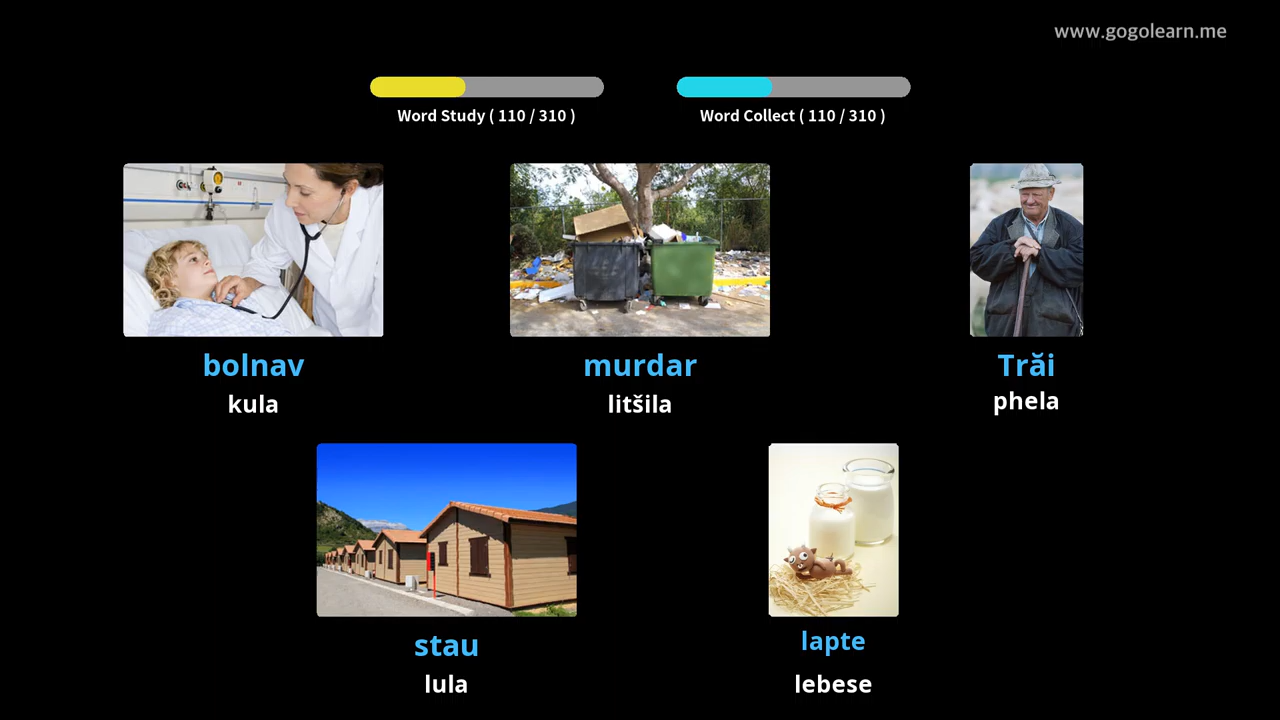 www.gogolearn.me
Word Study ( 110 / 310 )
Word Collect ( 110 / 310 )
bolnav
kula
murdar
litšila
Trăi
phela
stau
lula
lapte
lebese